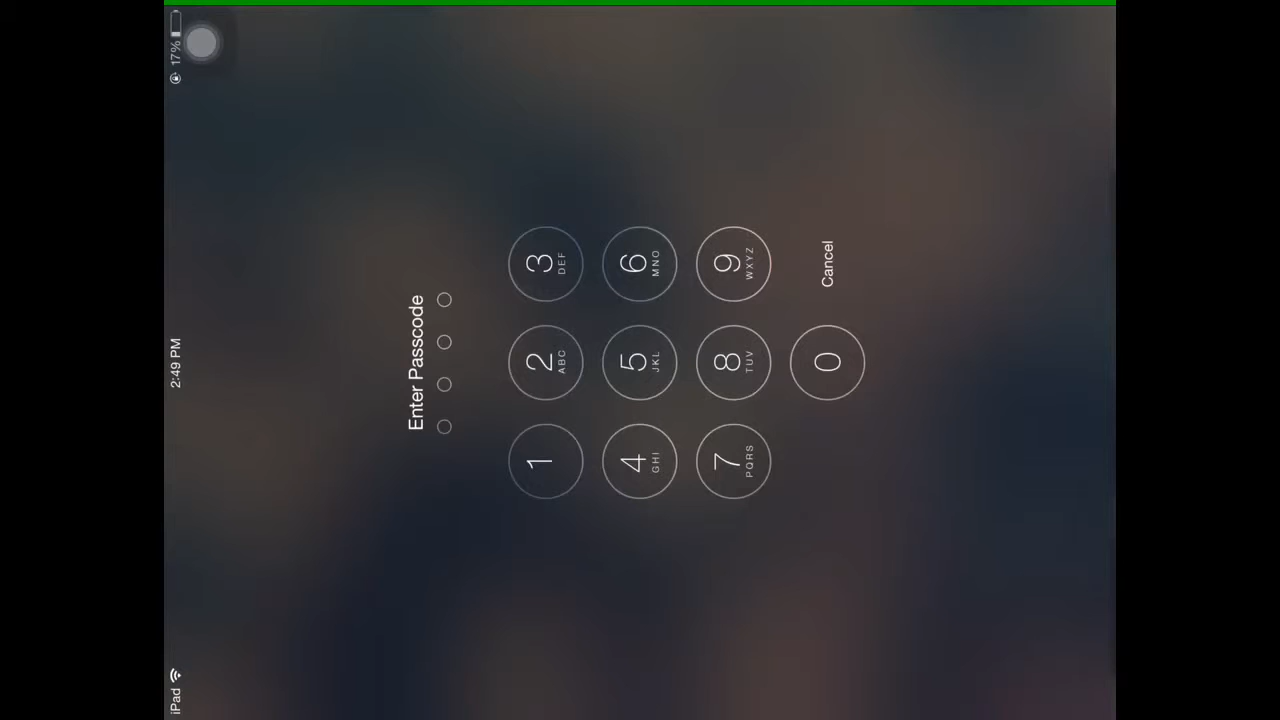 iPad 2:49 PM 17%
Enter Passcode
1 2 3
ABC DEF
4 5 6
GHI JKL MNO
7 8 9
PQRS TUV WXYZ
0 Cancel